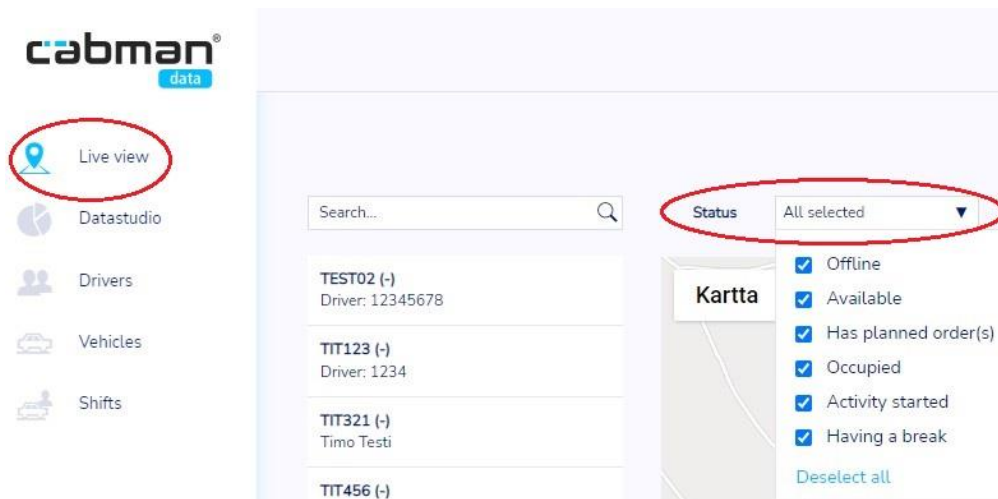 cabman®
data
Live view
Datastudio
Drivers
Vehicles
Shifts
Search...
TEST02 (-)
Driver: 12345678
TIT123 (-)
Driver: 1234
TIT321 (-)
Timo Testi
TIT456 (-)
Status All selected ▼
Kartta
Offline
Available
Has planned order(s)
Occupied
Activity started
Having a break
Deselect all